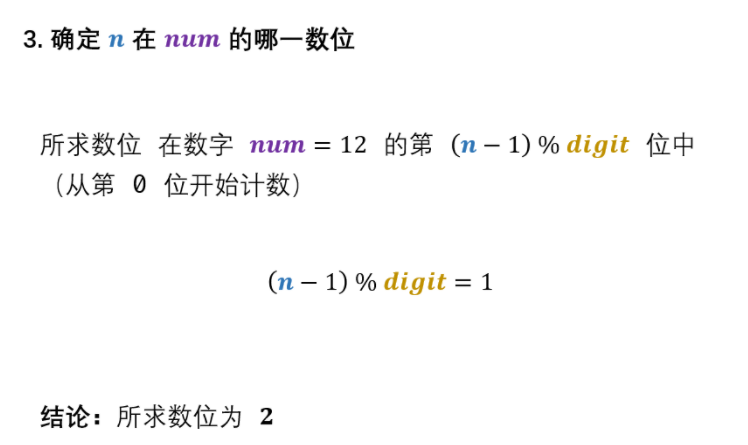 3. 确定 n 在 num 的哪一数位
所求数位 在数字 num = 12 的第 (n − 1) % digit 位中
（从第 0 位开始计数）
(n − 1) % digit = 1
结论：所求数位为 2